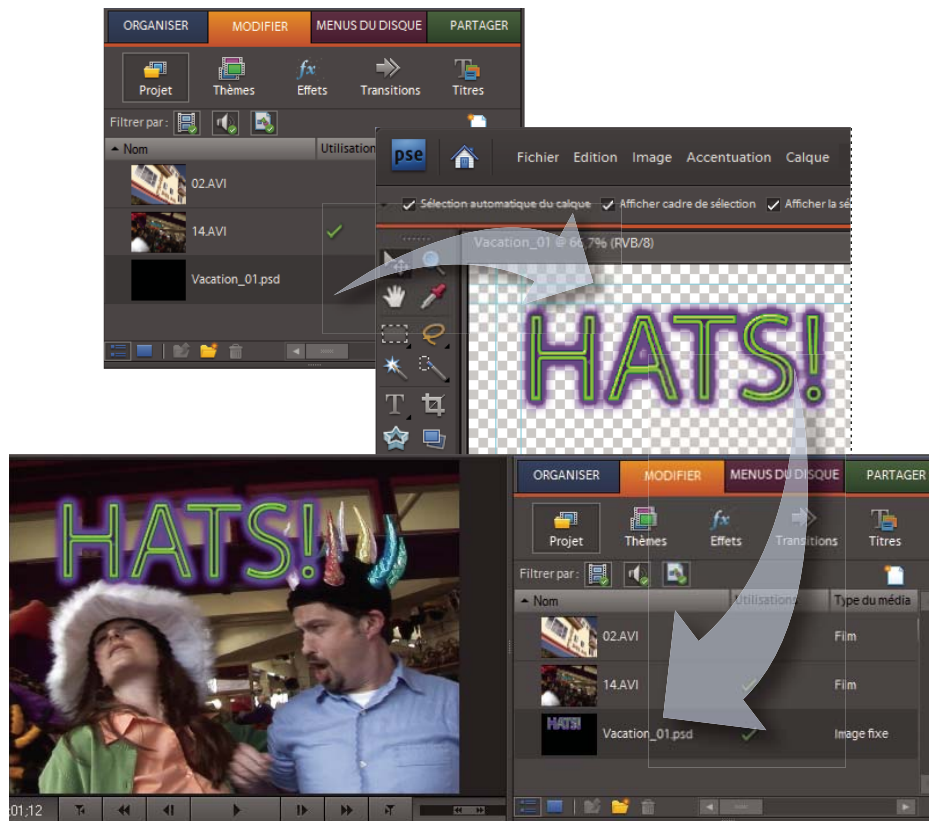 ORGANISER MODIFIER MENUS DU DISQUE PARTAGER
Projet Thèmes Effets Transitions Titres
Filtrer par :
Nom Utilisation
02.AVI
14.AVI
Vacation_01.psd
pse Fichier Edition Image Accentuation Calque
Sélection automatique du calque Afficher cadre de sélection Afficher la sé
Vacation_01 @ 66,7% (RVB/8)
HATS!
HATS!
:01;12
ORGANISER MODIFIER MENUS DU DISQUE PARTAGER
Projet Thèmes Effets Transitions Titres
Filtrer par :
Nom Utilisations Type du média
02.AVI Film
14.AVI Film
HATS!
Vacation_01.psd Image fixe